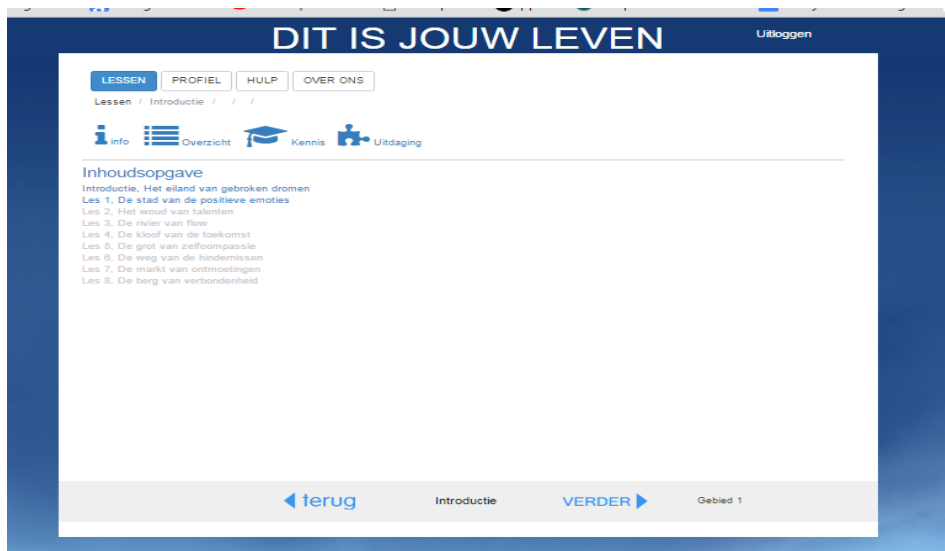 DIT IS JOUW LEVEN
Uitloggen
LESSEN PROFIEL HULP OVER ONS
Lessen / Introductie / / /
info Overzicht Kennis Uitdaging
Inhoudsopgave
Introductie, Het eiland van gebroken dromen
Les 1, De stad van de positieve emoties
Les 2, Het woud van talenten
Les 3, De rivier van flow
Les 4, De kloof van de toekomst
Les 5, De grot van zelfcompassie
Les 6, De weg van de hindernissen
Les 7, De markt van ontmoetingen
Les 8, De berg van verbondenheid
terug Introductie VERDER Gebied 1